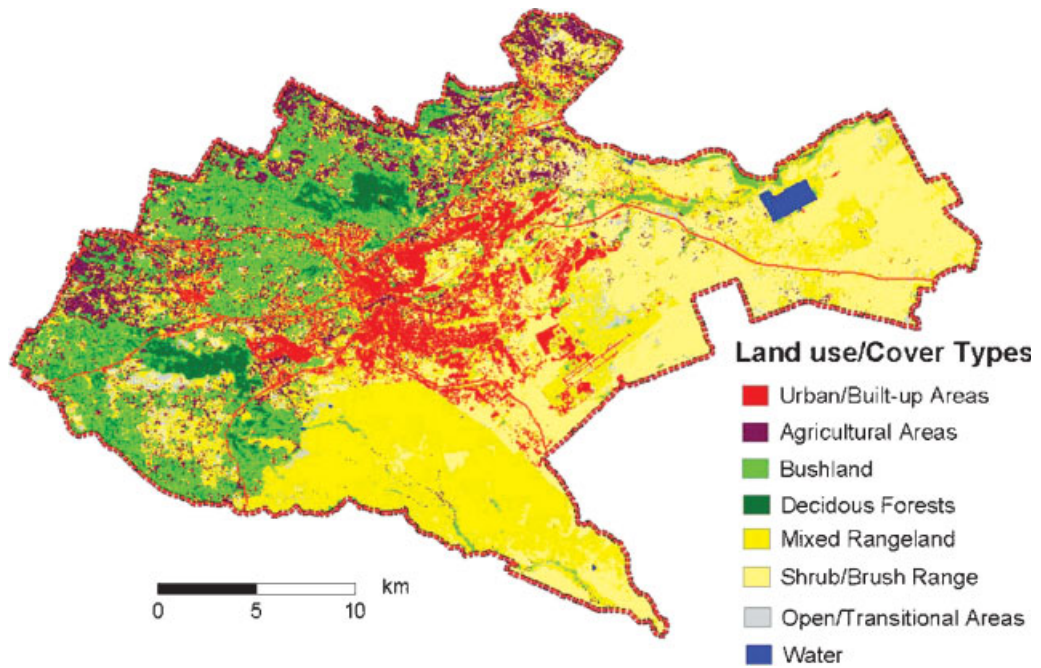 Land use/Cover Types
Urban/Built-up Areas
Agricultural Areas
Bushland
Decidous Forests
Mixed Rangeland
Shrub/Brush Range
Open/Transitional Areas
Water
km
0 5 10